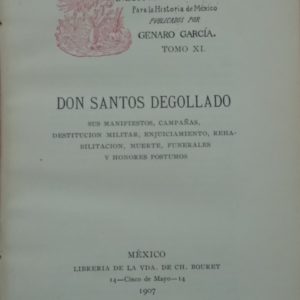 Para la Historia de México
PUBLICADOS POR
GENARO GARCÍA.
TOMO XI.
DON SANTOS DEGOLLADO
SUS MANIFIESTOS, CAMPAÑAS,
DESTITUCION MILITAR, ENJUICIAMIENTO, REHA-
BILITACION, MUERTE, FUNERALES
Y HONORES POSTUMOS
MÉXICO
LIBRERIA DE LA VDA. DE CH. BOURET
14—Cinco de Mayo—14
1907